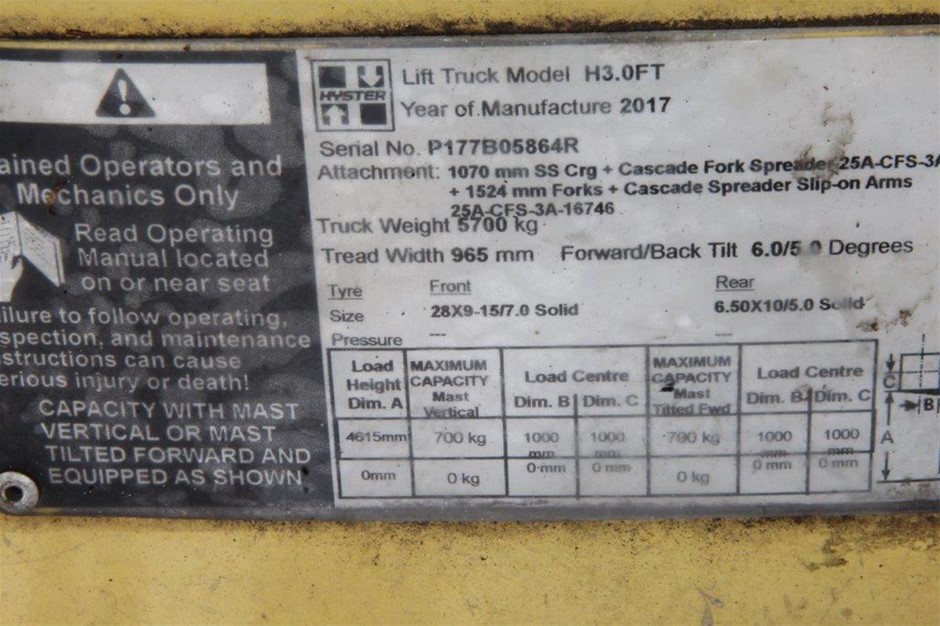 HYSTER
Lift Truck Model H3.0FT
Year of Manufacture 2017
Serial No. P177B05864R
Attachment: 1070 mm SS Crg + Cascade Fork Spreader 25A-CFS-3A
+ 1524 mm Forks + Cascade Spreader Slip-on Arms
25A-CFS-3A-16746
Truck Weight 5700 kg
Tread Width 965 mm Forward/Back Tilt 6.0/5.0 Degrees
Tyre Front Rear
Size 28X9-15/7.0 Solid 6.50X10/5.0 Solid
Pressure --- ---
Load Height Dim. A MAXIMUM CAPACITY Mast Vertical Load Centre Dim. B Dim. C MAXIMUM CAPACITY Mast Tilted Fwd Load Centre Dim. B Dim. C
4615mm 700 kg 1000 mm 1000 mm 700 kg 1000 mm 1000 mm
0mm 0 kg 0 mm 0 mm 0 kg 0 mm 0 mm
C
B
A
ained Operators and
Mechanics Only
Read Operating
Manual located
on or near seat
ilure to follow operating,
spection, and maintenance
nstructions can cause
erious injury or death!
CAPACITY WITH MAST
VERTICAL OR MAST
TILTED FORWARD AND
EQUIPPED AS SHOWN